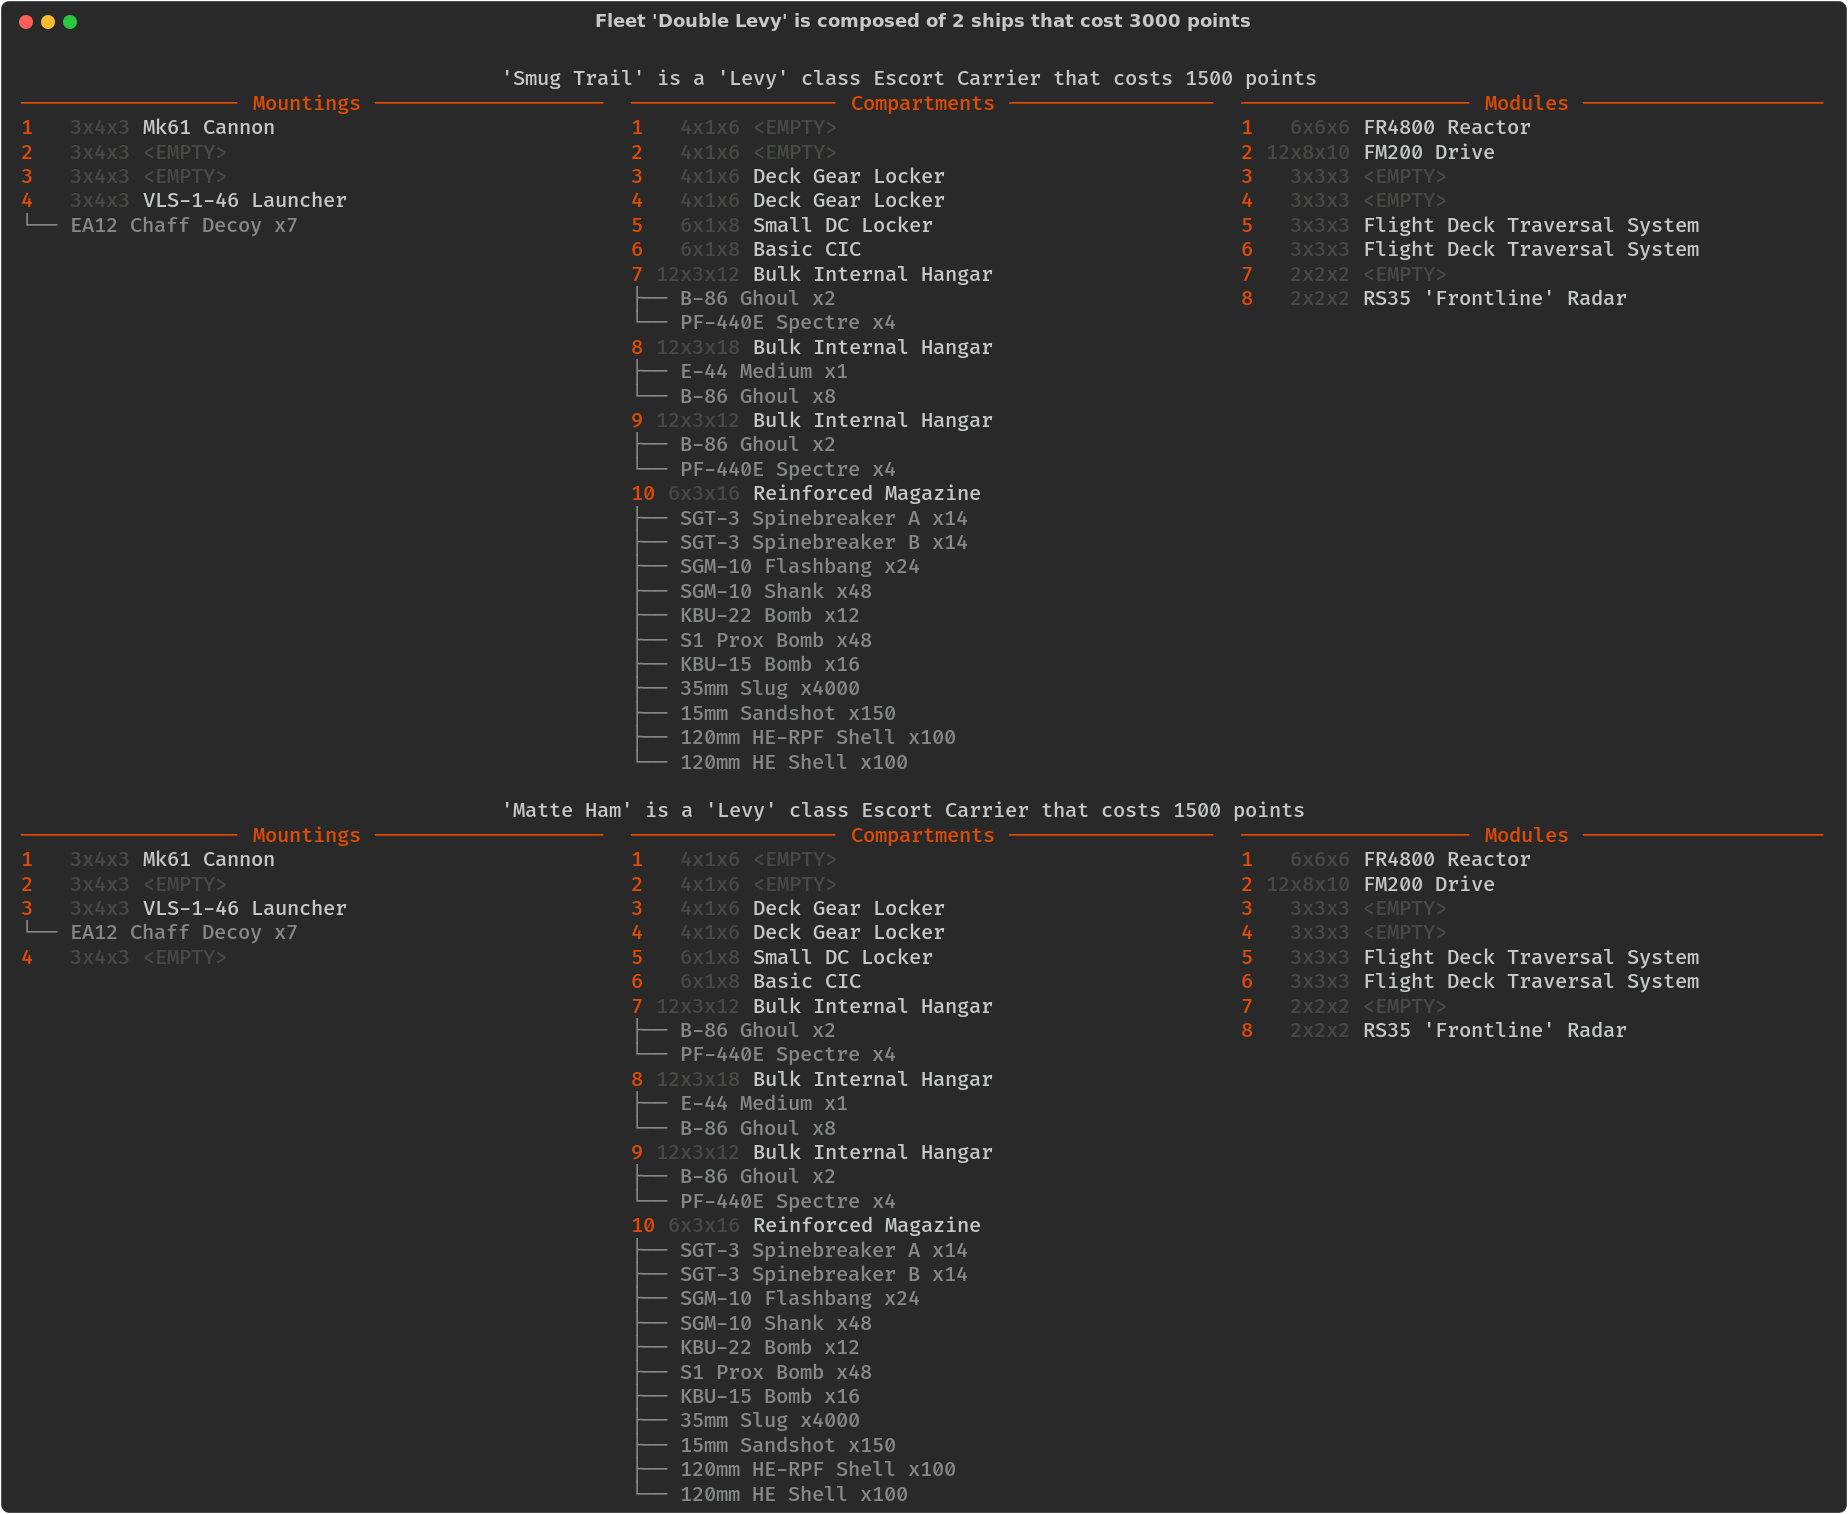 Fleet 'Double Levy' is composed of 2 ships that cost 3000 points
'Smug Trail' is a 'Levy' class Escort Carrier that costs 1500 points
Mountings
1 3x4x3 Mk61 Cannon
2 3x4x3 <EMPTY>
3 3x4x3 <EMPTY>
4 3x4x3 VLS-1-46 Launcher
EA12 Chaff Decoy x7
Compartments
1 4x1x6 <EMPTY>
2 4x1x6 <EMPTY>
3 4x1x6 Deck Gear Locker
4 4x1x6 Deck Gear Locker
5 6x1x8 Small DC Locker
6 6x1x8 Basic CIC
7 12x3x12 Bulk Internal Hangar
B-86 Ghoul x2
PF-440E Spectre x4
8 12x3x18 Bulk Internal Hangar
E-44 Medium x1
B-86 Ghoul x8
9 12x3x12 Bulk Internal Hangar
B-86 Ghoul x2
PF-440E Spectre x4
10 6x3x16 Reinforced Magazine
SGT-3 Spinebreaker A x14
SGT-3 Spinebreaker B x14
SGM-10 Flashbang x24
SGM-10 Shank x48
KBU-22 Bomb x12
S1 Prox Bomb x48
KBU-15 Bomb x16
35mm Slug x4000
15mm Sandshot x150
120mm HE-RPF Shell x100
120mm HE Shell x100
Modules
1 6x6x6 FR4800 Reactor
2 12x8x10 FM200 Drive
3 3x3x3 <EMPTY>
4 3x3x3 <EMPTY>
5 3x3x3 Flight Deck Traversal System
6 3x3x3 Flight Deck Traversal System
7 2x2x2 <EMPTY>
8 2x2x2 RS35 'Frontline' Radar
'Matte Ham' is a 'Levy' class Escort Carrier that costs 1500 points
Mountings
1 3x4x3 Mk61 Cannon
2 3x4x3 <EMPTY>
3 3x4x3 VLS-1-46 Launcher
EA12 Chaff Decoy x7
4 3x4x3 <EMPTY>
Compartments
1 4x1x6 <EMPTY>
2 4x1x6 <EMPTY>
3 4x1x6 Deck Gear Locker
4 4x1x6 Deck Gear Locker
5 6x1x8 Small DC Locker
6 6x1x8 Basic CIC
7 12x3x12 Bulk Internal Hangar
B-86 Ghoul x2
PF-440E Spectre x4
8 12x3x18 Bulk Internal Hangar
E-44 Medium x1
B-86 Ghoul x8
9 12x3x12 Bulk Internal Hangar
B-86 Ghoul x2
PF-440E Spectre x4
10 6x3x16 Reinforced Magazine
SGT-3 Spinebreaker A x14
SGT-3 Spinebreaker B x14
SGM-10 Flashbang x24
SGM-10 Shank x48
KBU-22 Bomb x12
S1 Prox Bomb x48
KBU-15 Bomb x16
35mm Slug x4000
15mm Sandshot x150
120mm HE-RPF Shell x100
120mm HE Shell x100
Modules
1 6x6x6 FR4800 Reactor
2 12x8x10 FM200 Drive
3 3x3x3 <EMPTY>
4 3x3x3 <EMPTY>
5 3x3x3 Flight Deck Traversal System
6 3x3x3 Flight Deck Traversal System
7 2x2x2 <EMPTY>
8 2x2x2 RS35 'Frontline' Radar